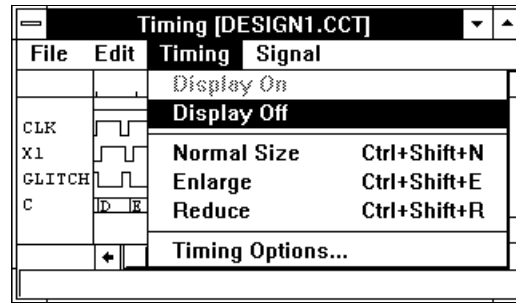 Timing [DESIGN1.CCT]
File Edit Timing Signal
Display On
Display Off
CLK
X1 Normal Size Ctrl+Shift+N
GLITCH Enlarge Ctrl+Shift+E
C D E Reduce Ctrl+Shift+R
Timing Options...